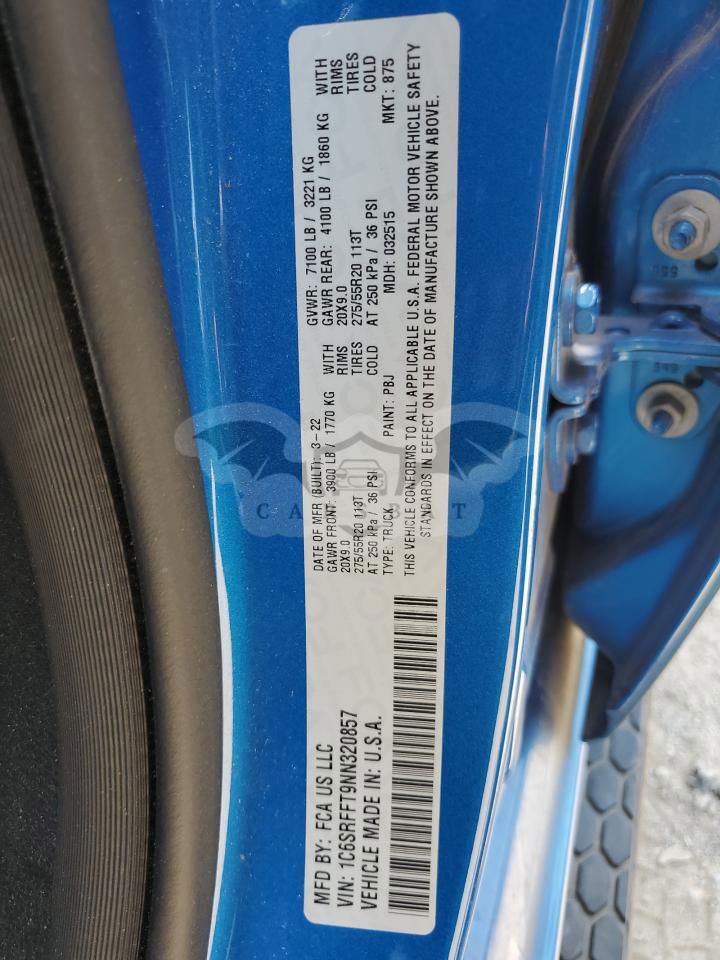 MFD BY: FCA US LLC
VIN: 1C6SRFFT9NN320857
VEHICLE MADE IN: U.S.A.
DATE OF MFR (BUILT): 3-22
GVWR: 7100 LB / 3221 KG
GAWR FRONT: 3900 LB / 1770 KG WITH
GAWR REAR: 4100 LB / 1860 KG WITH
20X9.0 RIMS
20X9.0 RIMS
275/55R20 113T TIRES
275/55R20 113T TIRES
AT 250 kPa / 36 PSI COLD
AT 250 kPa / 36 PSI COLD
TYPE: TRUCK PAINT: PBJ MDH: 032515 MKT: 875
THIS VEHICLE CONFORMS TO ALL APPLICABLE U.S.A. FEDERAL MOTOR VEHICLE SAFETY
STANDARDS IN EFFECT ON THE DATE OF MANUFACTURE SHOWN ABOVE.